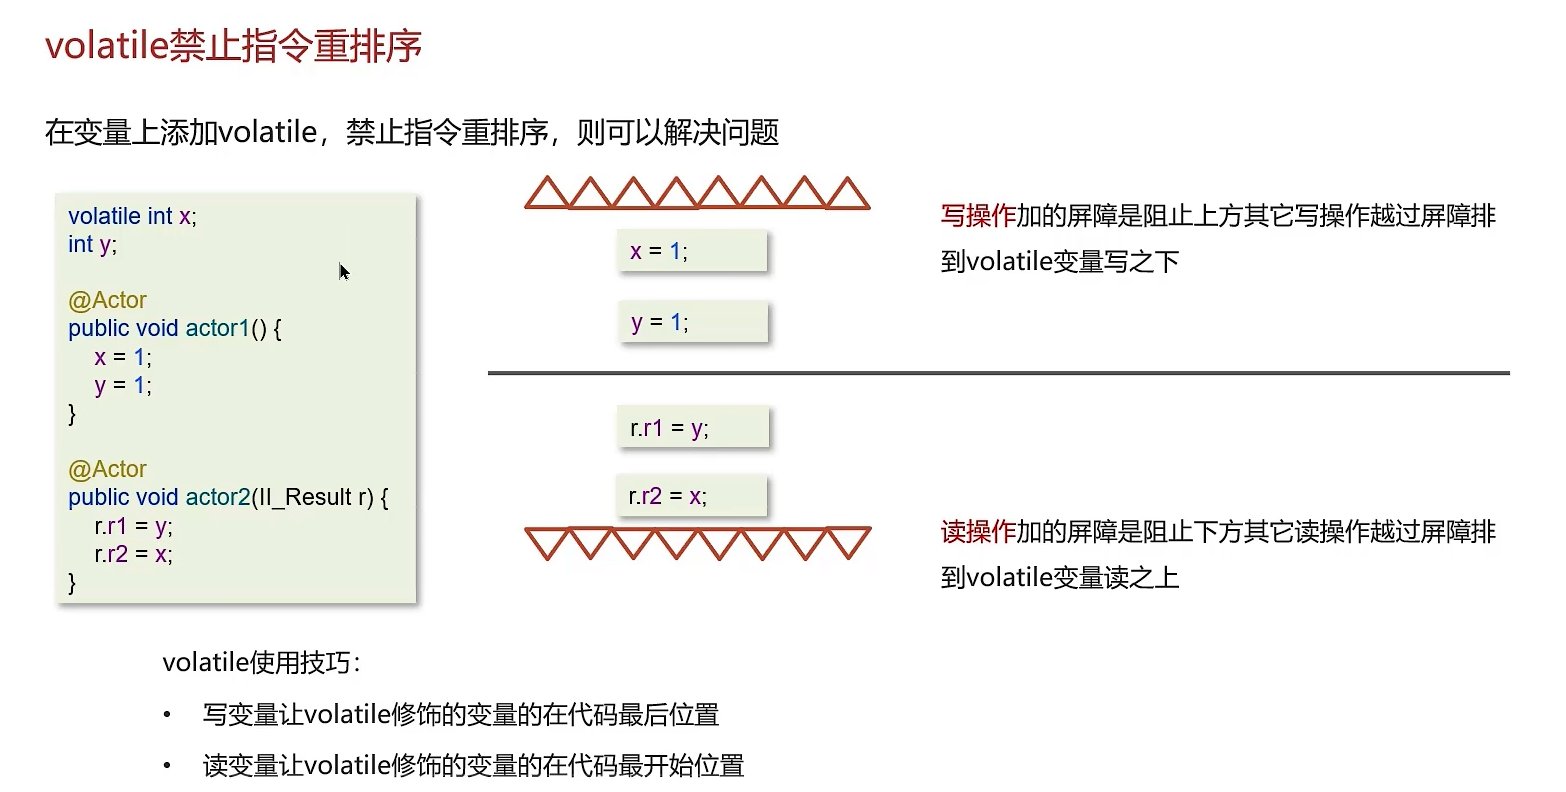 volatile禁止指令重排序
在变量上添加volatile，禁止指令重排序，则可以解决问题
volatile int x;
int y;
@Actor
public void actor1() {
x = 1;
y = 1;
}
@Actor
public void actor2(II_Result r) {
r.r1 = y;
r.r2 = x;
}
x = 1;
y = 1;
写操作加的屏障是阻止上方其它写操作越过屏障排
到volatile变量写之下
r.r1 = y;
r.r2 = x;
读操作加的屏障是阻止下方其它读操作越过屏障排
到volatile变量读之上
volatile使用技巧：
• 写变量让volatile修饰的变量的在代码最后位置
• 读变量让volatile修饰的变量的在代码最开始位置